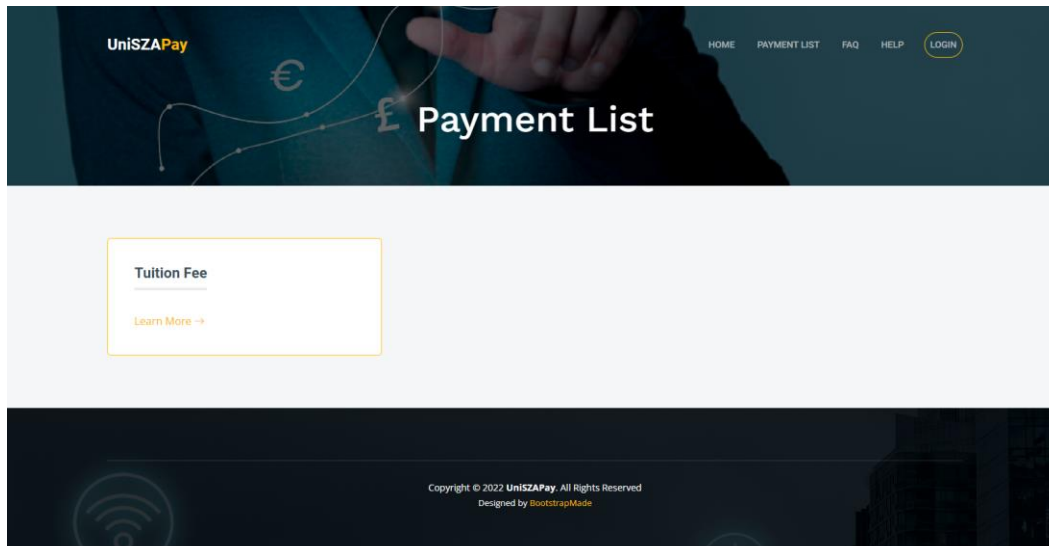 UniSZAPay
HOME PAYMENT LIST FAQ HELP LOGIN
€
£
Payment List
Tuition Fee
Learn More →
Copyright © 2022 UniSZAPay. All Rights Reserved
Designed by BootstrapMade